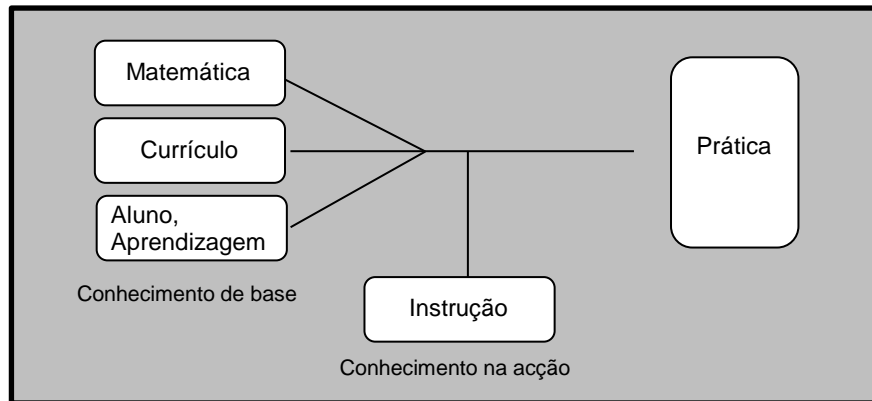 Matemática
Currículo
Aluno,
Aprendizagem
Conhecimento de base
Prática
Instrução
Conhecimento na acção